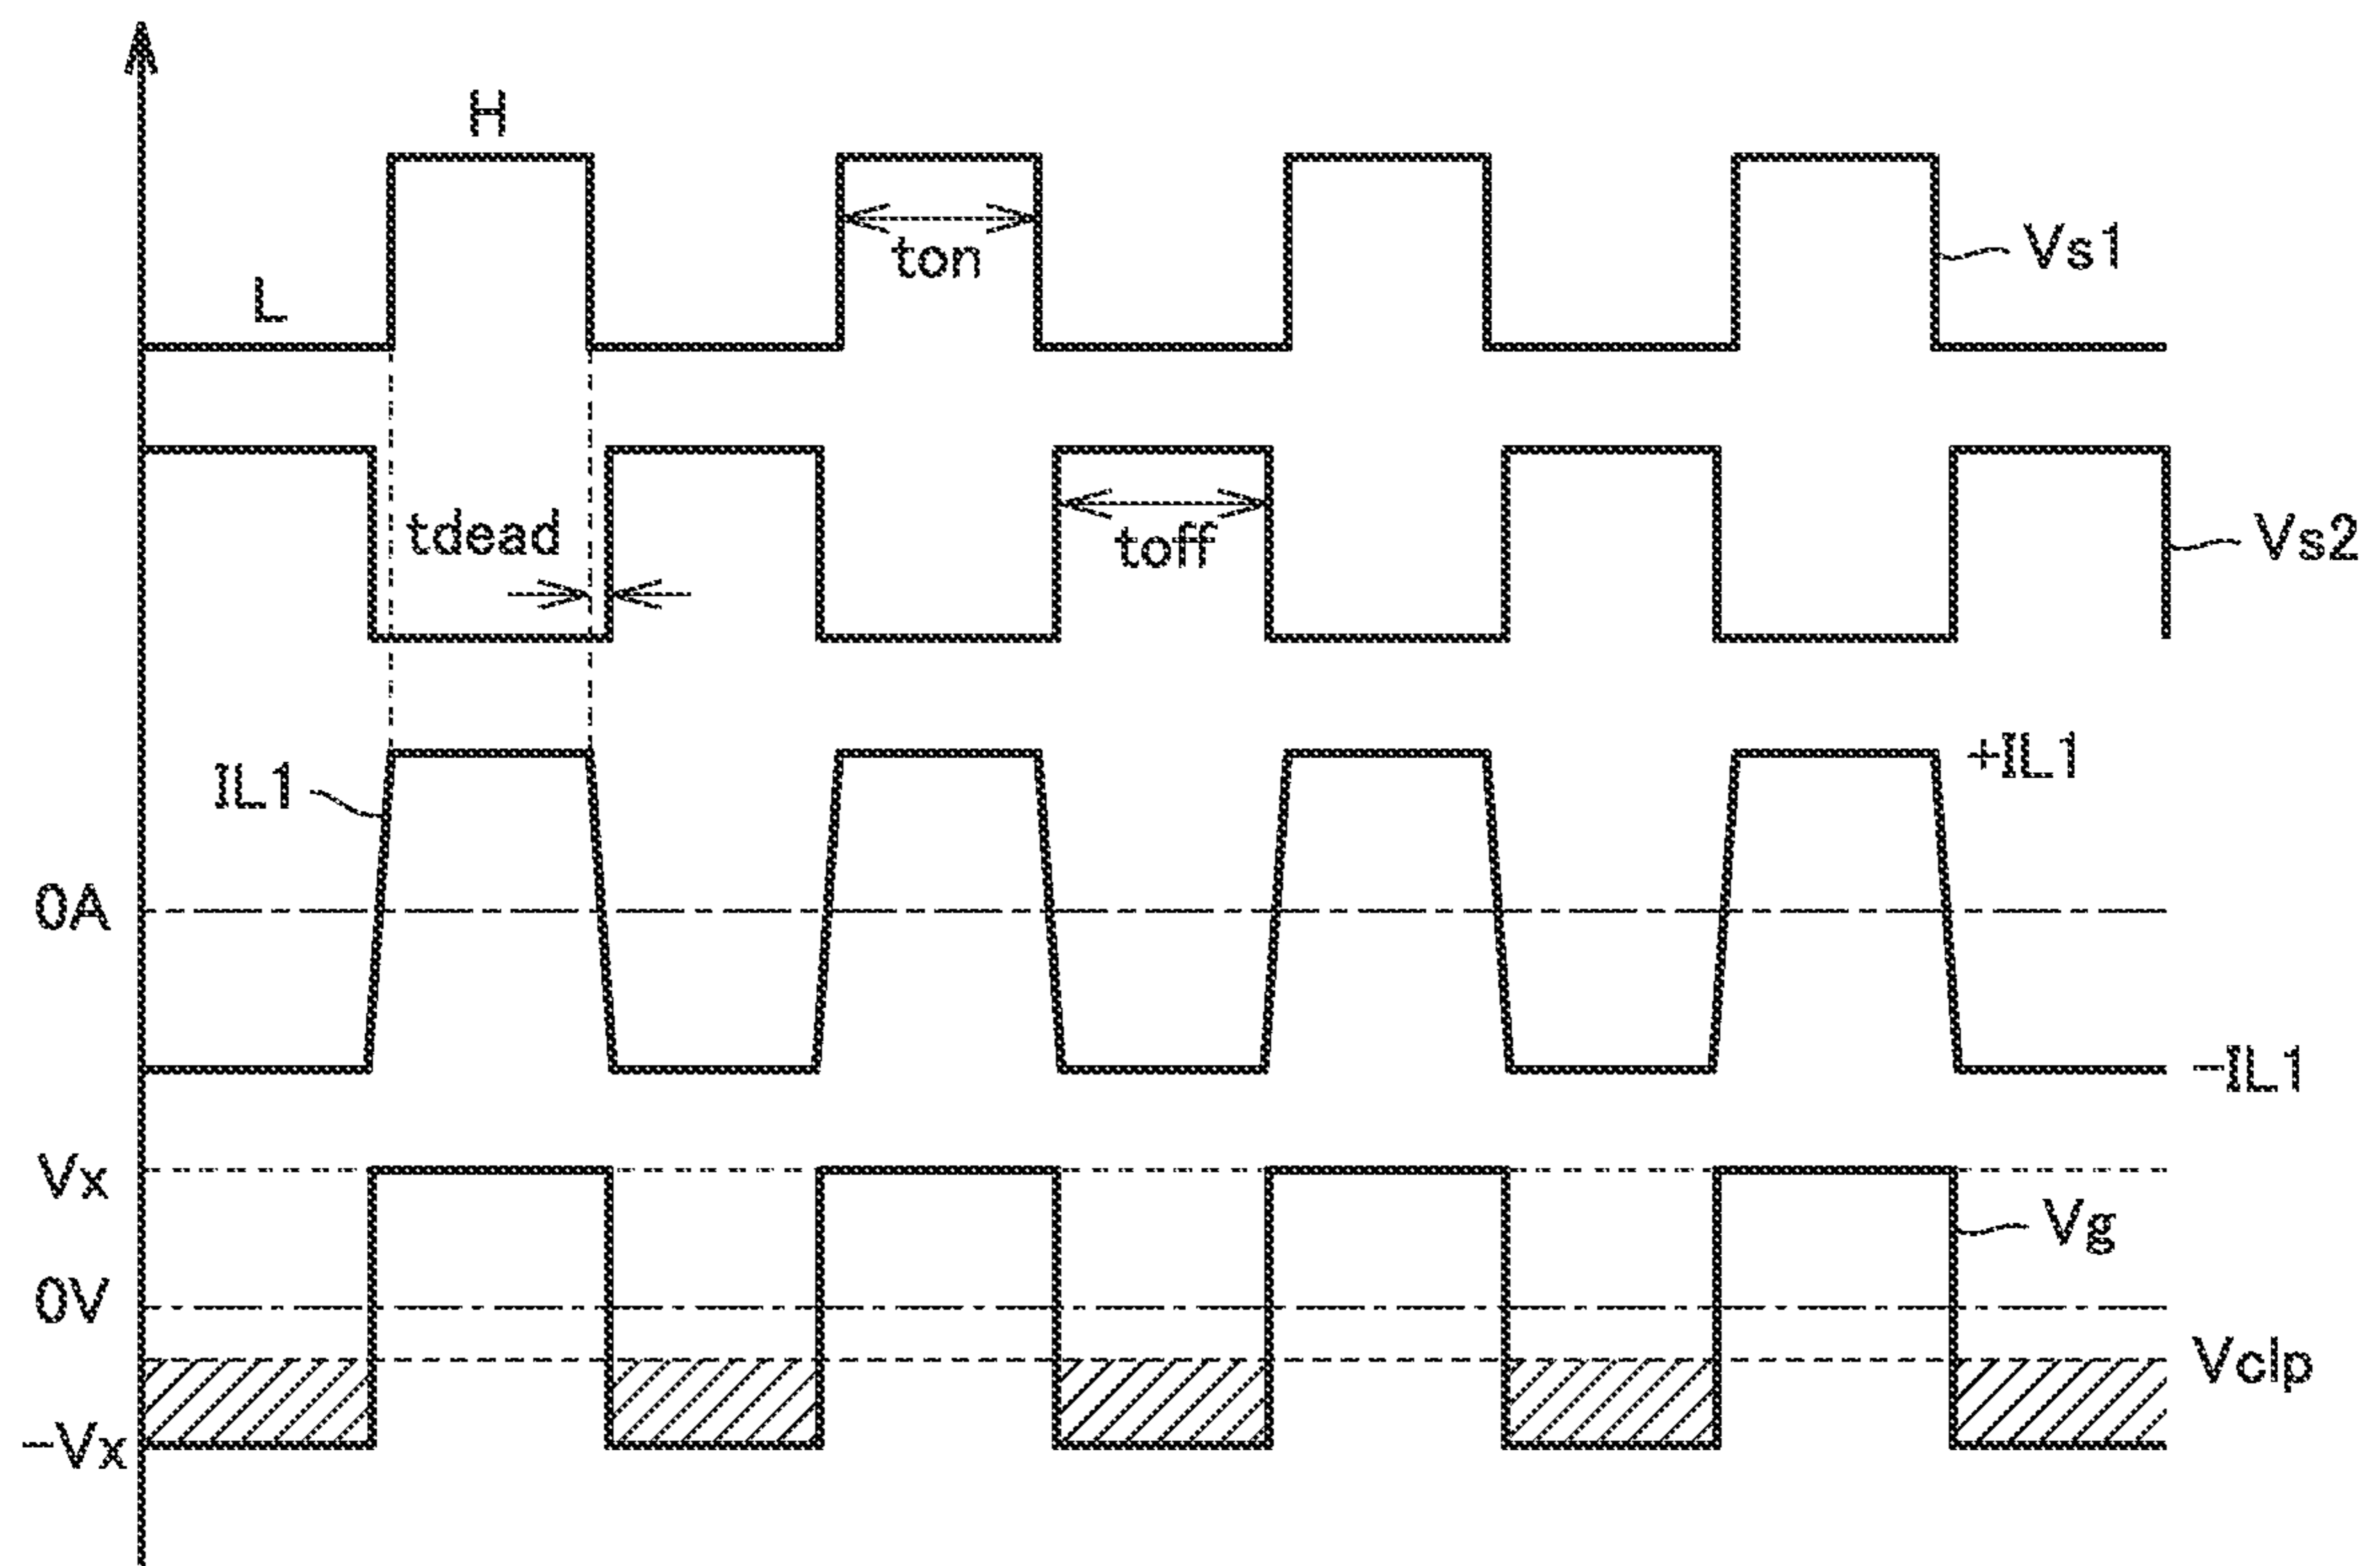 H
L
ton
Vs1
tdead
toff
Vs2
IL1
+IL1
0A
-IL1
Vx
Vg
0V
Vclp
-Vx